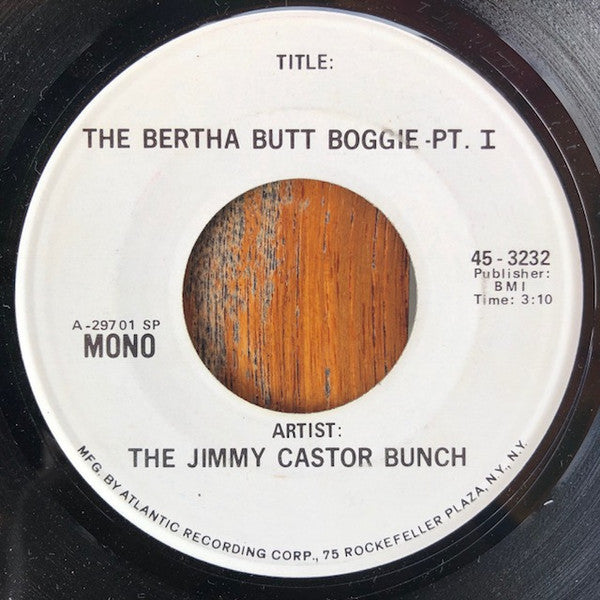 TITLE:
THE BERTHA BUTT BOGGIE-PT. I
45-3232
Publisher:
BMI
Time: 3:10
A-29701 SP
MONO
ARTIST:
THE JIMMY CASTOR BUNCH
MFG. BY ATLANTIC RECORDING CORP., 75 ROCKEFELLER PLAZA, N.Y., N.Y.